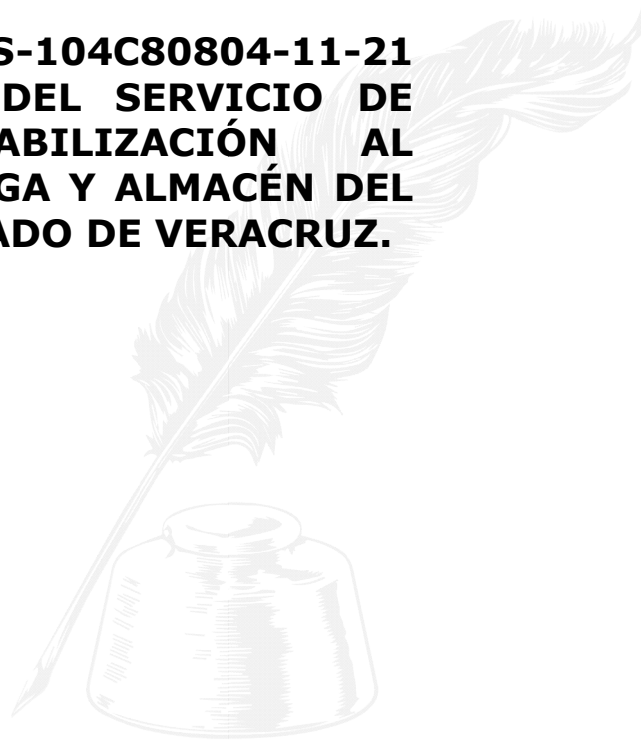 S-104C80804-11-21
DEL SERVICIO DE
ABILIZACIÓN AL
GA Y ALMACÉN DEL
ADO DE VERACRUZ.